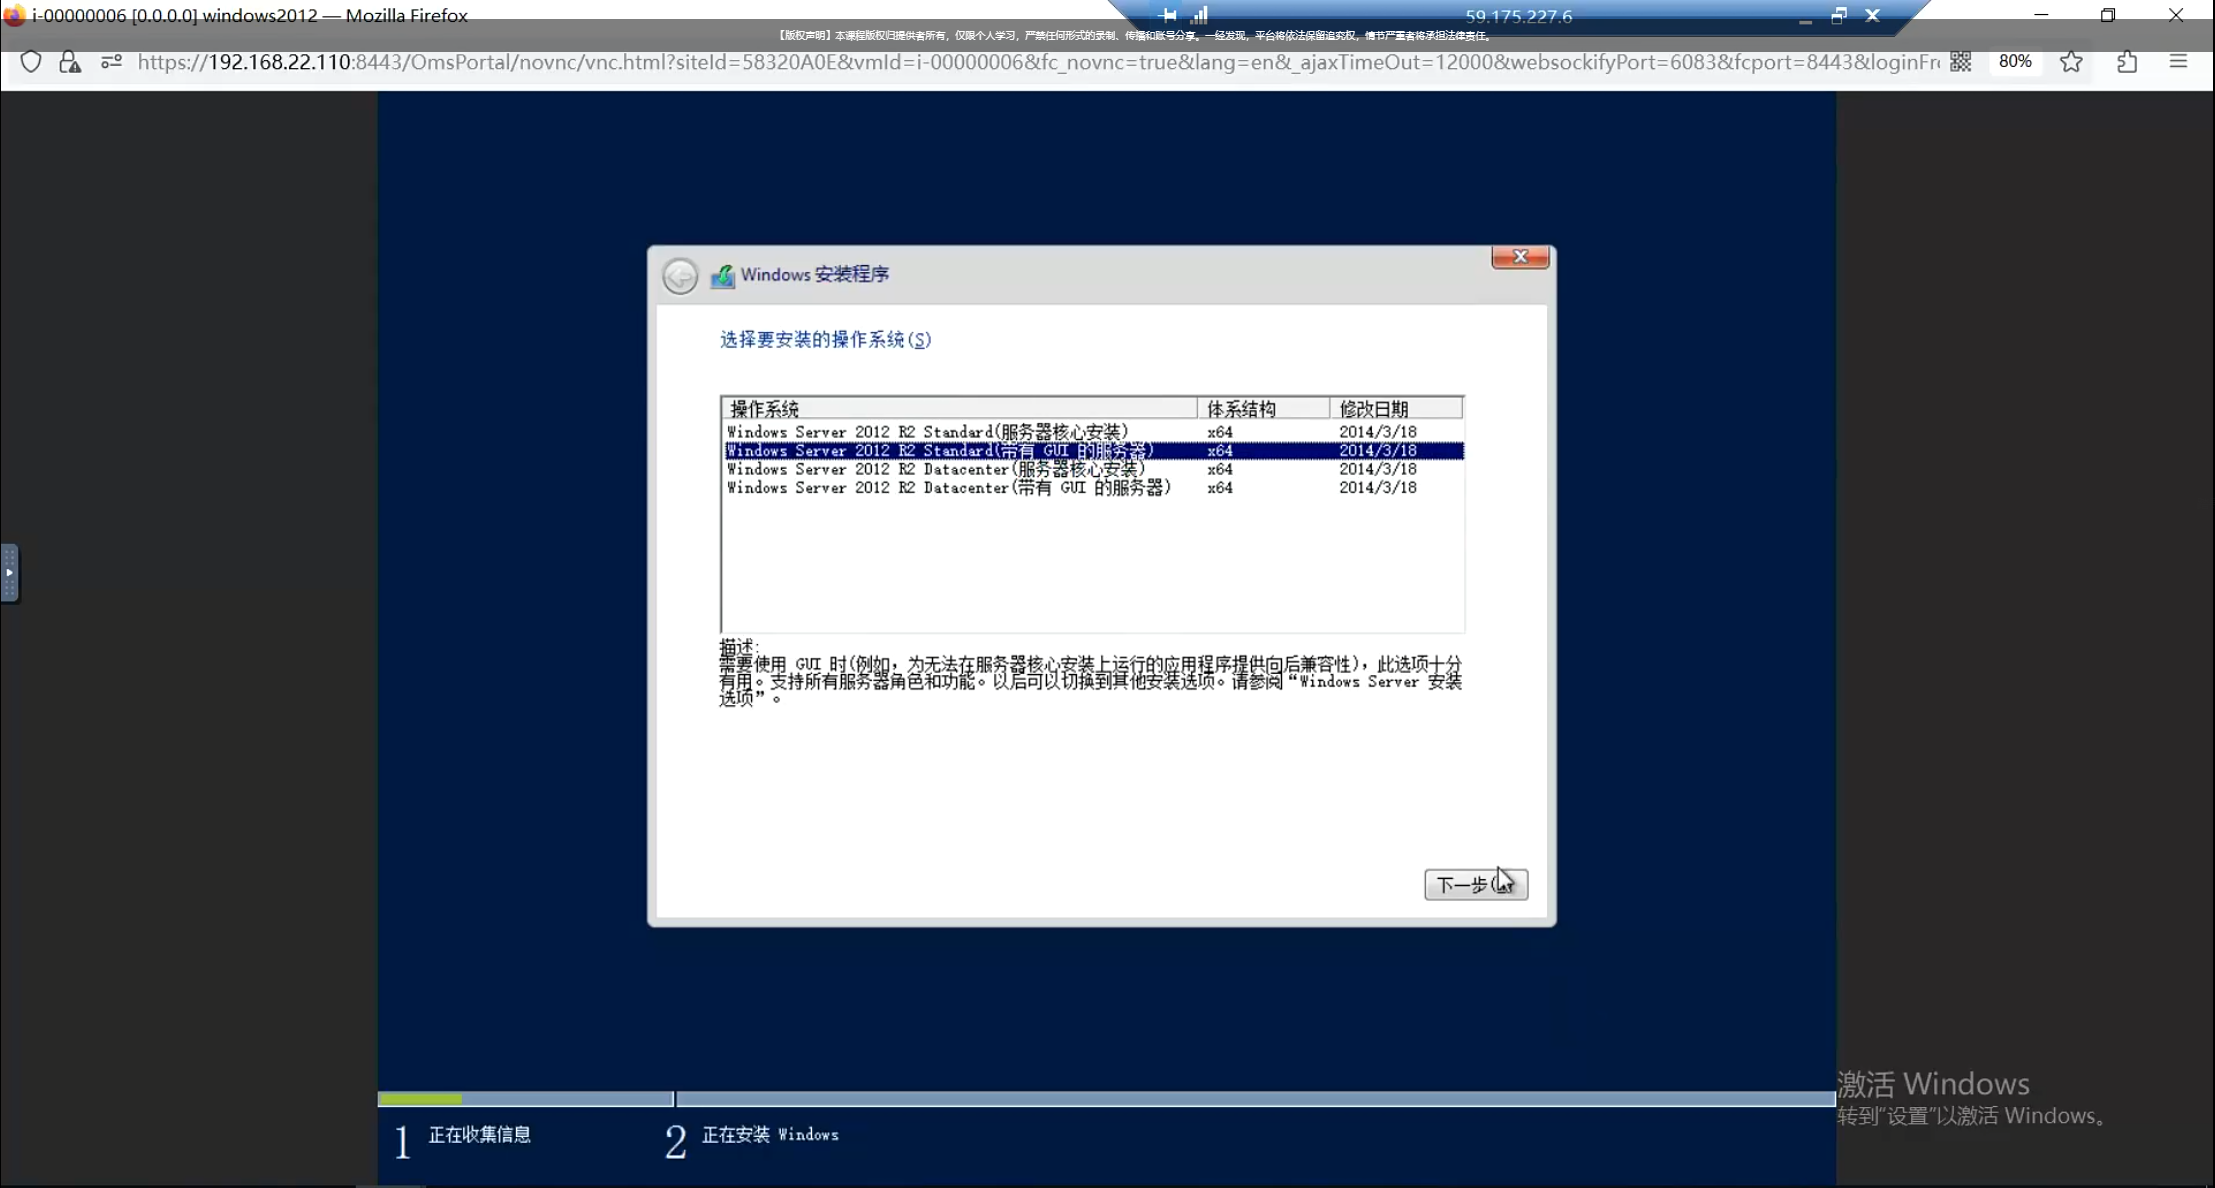 i-00000006 [0.0.0.0] windows2012 — Mozilla Firefox
59.175.227.6
【版权声明】本课程版权归提供者所有，仅限个人学习，严禁任何形式的录制、传播和账号分享。一经发现，平台将依法保留追究权，情节严重者将承担法律责任。
https://192.168.22.110:8443/OmsPortal/novnc/vnc.html?siteId=58320A0E&vmId=i-00000006&fc_novnc=true&lang=en&_ajaxTimeOut=12000&websockifyPort=6083&fcport=8443&loginFr
80%
Windows 安装程序
选择要安装的操作系统(S)
操作系统 体系结构 修改日期
Windows Server 2012 R2 Standard(服务器核心安装) x64 2014/3/18
Windows Server 2012 R2 Standard(带有 GUI 的服务器) x64 2014/3/18
Windows Server 2012 R2 Datacenter(服务器核心安装) x64 2014/3/18
Windows Server 2012 R2 Datacenter(带有 GUI 的服务器) x64 2014/3/18
描述:
需要使用 GUI 时(例如，为无法在服务器核心安装上运行的应用程序提供向后兼容性)，此选项十分
有用。支持所有服务器角色和功能。以后可以切换到其他安装选项。请参阅“Windows Server 安装
选项”。
下一步
激活 Windows
转到“设置”以激活 Windows。
1 正在收集信息
2 正在安装 Windows